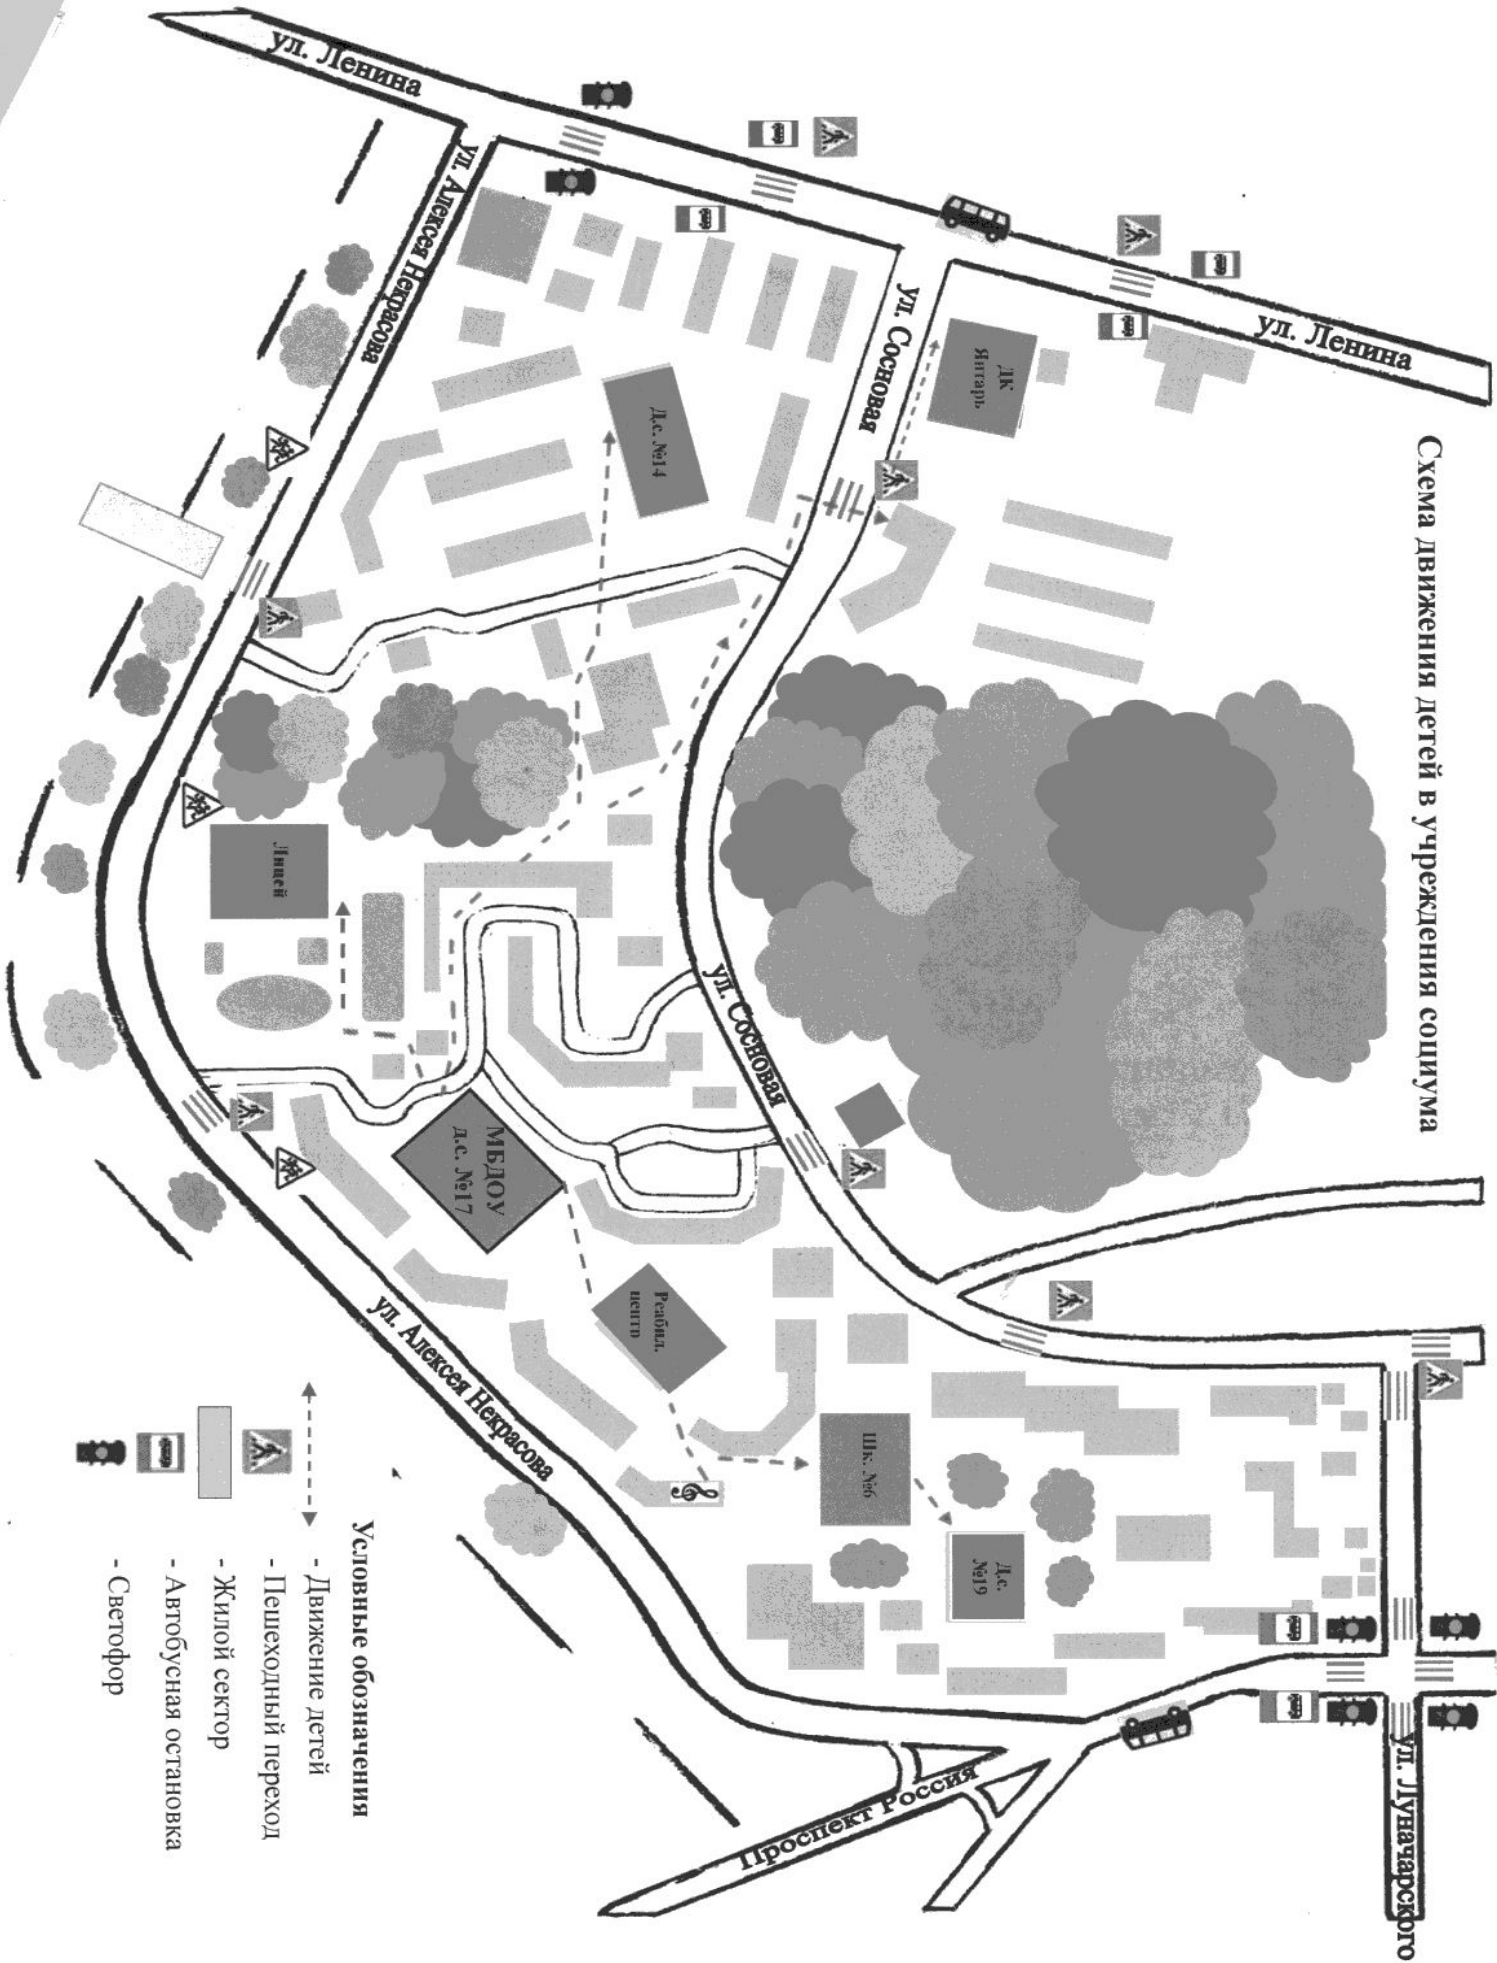 Схема движения детей в учреждения социума
ул. Ленина
ул. Ленина
ул. Алексея Некрасова
ул. Сосновая
ДК
Янтарь
Д.с. №14
ул. Сосновая
Лицей
МБДОУ
д.с. №17
Реабил.
центр
Шк. №6
Д.с.
№19
ул. Алексея Некрасова
Проспект Россия
ул. Луначарского
Условные обозначения
- Движение детей
- Пешеходный переход
- Жилой сектор
- Автобусная остановка
- Светофор